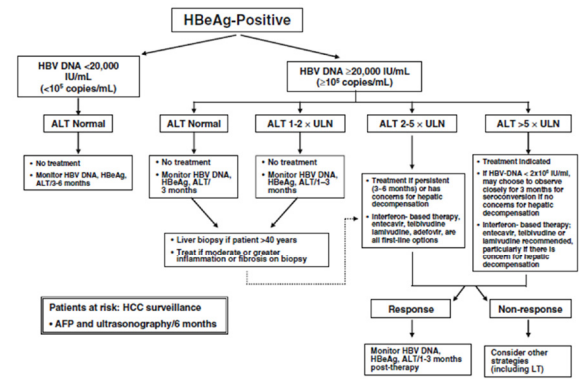 HBeAg-Positive
HBV DNA <20,000
IU/mL
(<10⁵ copies/mL)
HBV DNA ≥20,000 IU/mL
(≥10⁵ copies/mL)
ALT Normal
ALT Normal
ALT 1-2 × ULN
ALT 2-5 × ULN
ALT >5 × ULN
• No treatment
• Monitor HBV DNA, HBeAg,
ALT/3-6 months
• No treatment
• Monitor HBV DNA,
HBeAg, ALT/
3 months
• No treatment
• Monitor HBV DNA,
HBeAg, ALT/1–3
months
• Treatment if persistent
(3–6 months) or has
concerns for hepatic
decompensation
• Interferon- based therapy,
entecavir, telbivudine
lamivudine, adefovir, are
all first-line options
• Treatment indicated
• If HBV-DNA < 2x10⁶ IU/ml,
may choose to observe
closely for 3 months for
seroconversion if no
concerns for hepatic
decompensation
• Interferon- based therapy;
entecavir, telbivudine or
lamivudine recommended,
particularly if there is
concern for hepatic
decompensation
• Liver biopsy if patient >40 years
• Treat if moderate or greater
inflammation or fibrosis on biopsy
Patients at risk: HCC surveillance
• AFP and ultrasonography/6 months
Response
Non-response
Monitor HBV DNA,
HBeAg, ALT/1-3 months
post-therapy
Consider other
strategies
(including LT)